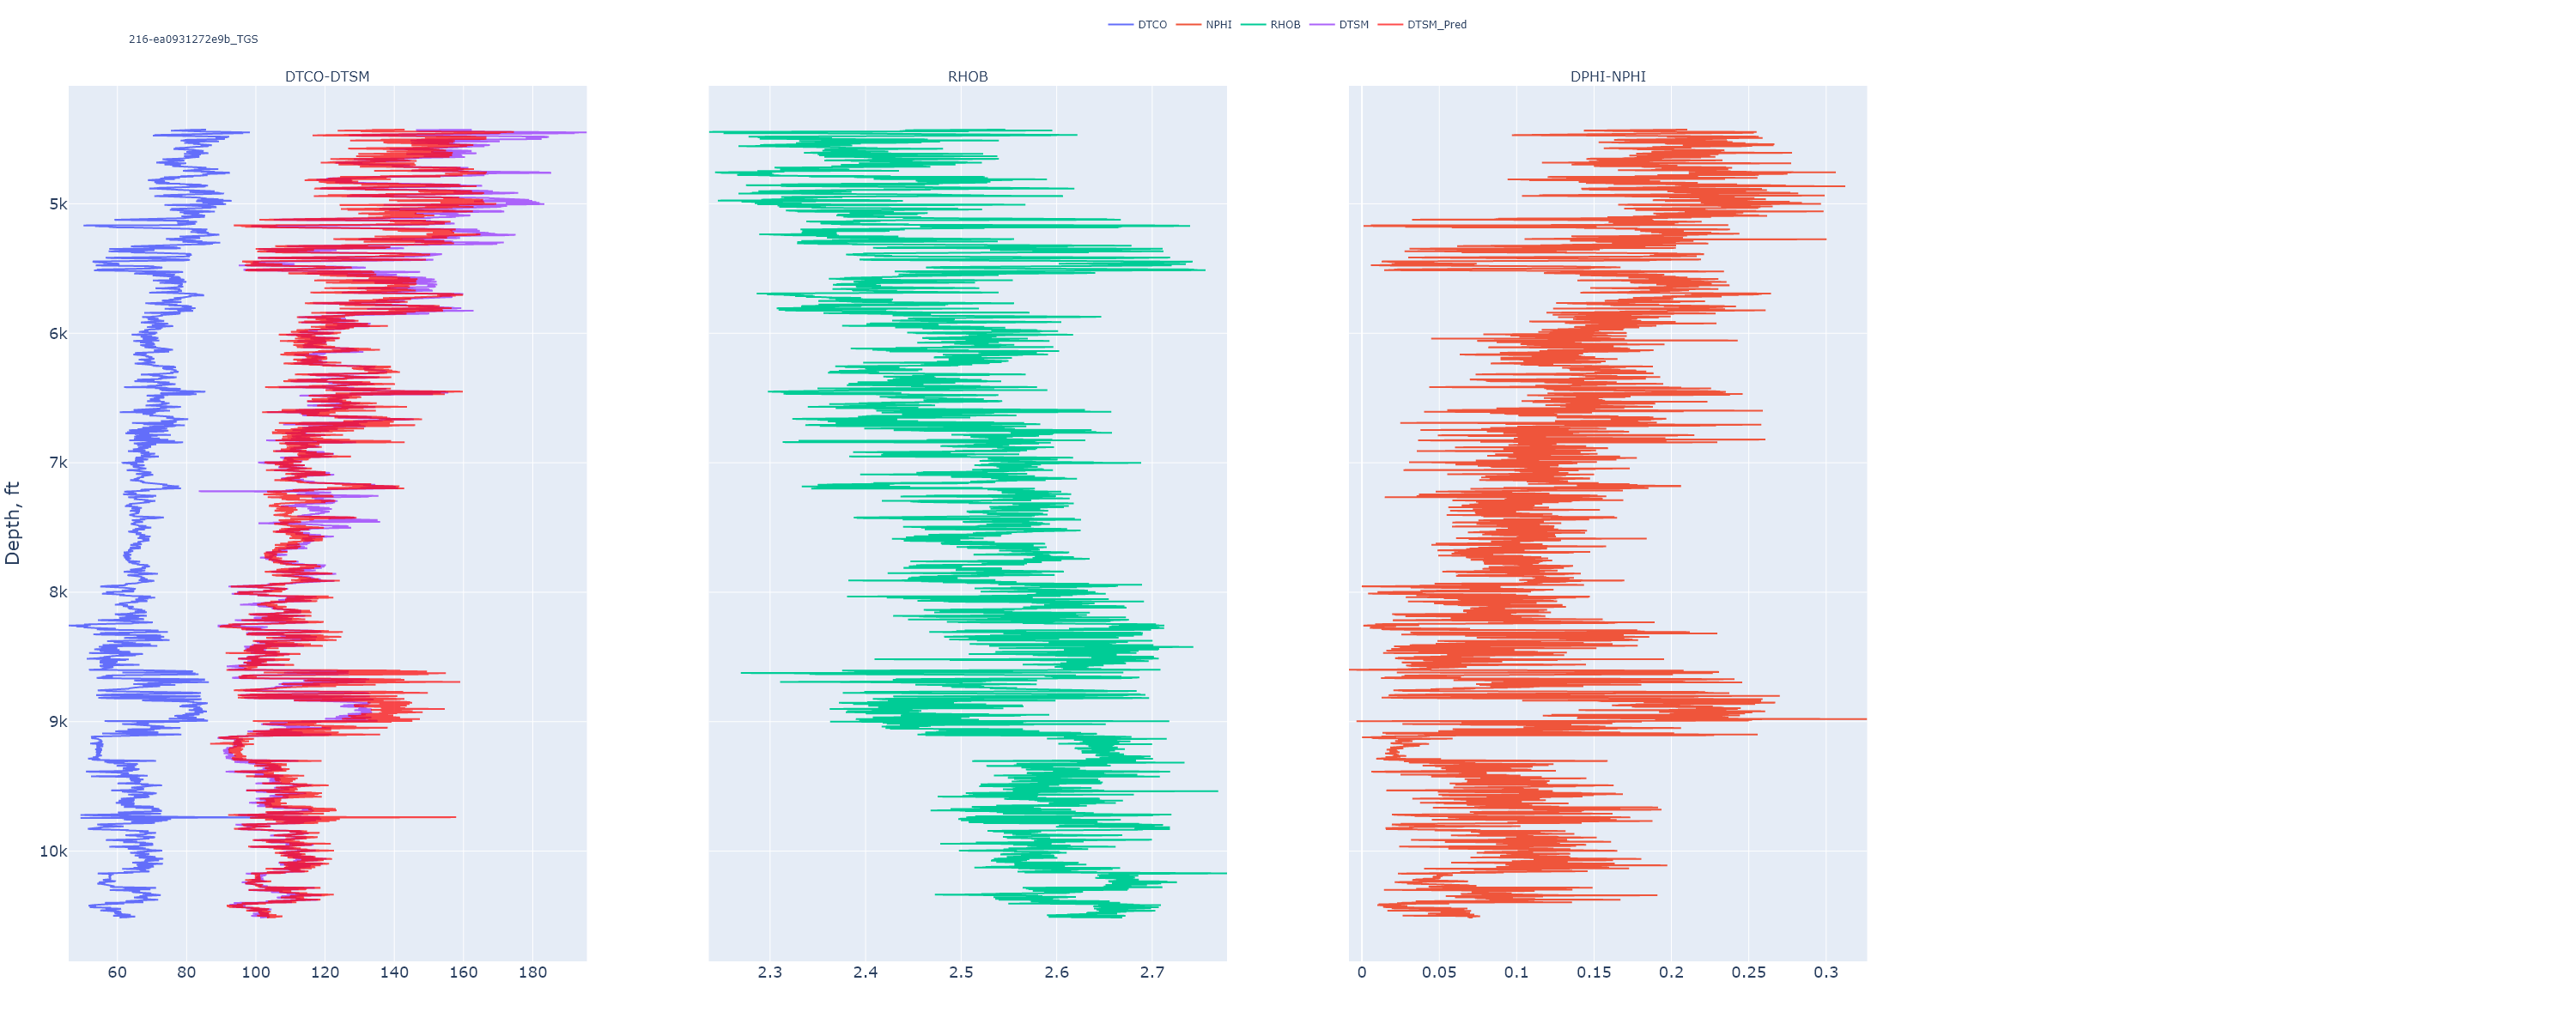 DTCO NPHI RHOB DTSM DTSM_Pred
216-ea0931272e9b_TGS
DTCO-DTSM RHOB DPHI-NPHI
5k
6k
7k
Depth, ft
8k
9k
10k
60 80 100 120 140 160 180 2.3 2.4 2.5 2.6 2.7 0 0.05 0.1 0.15 0.2 0.25 0.3